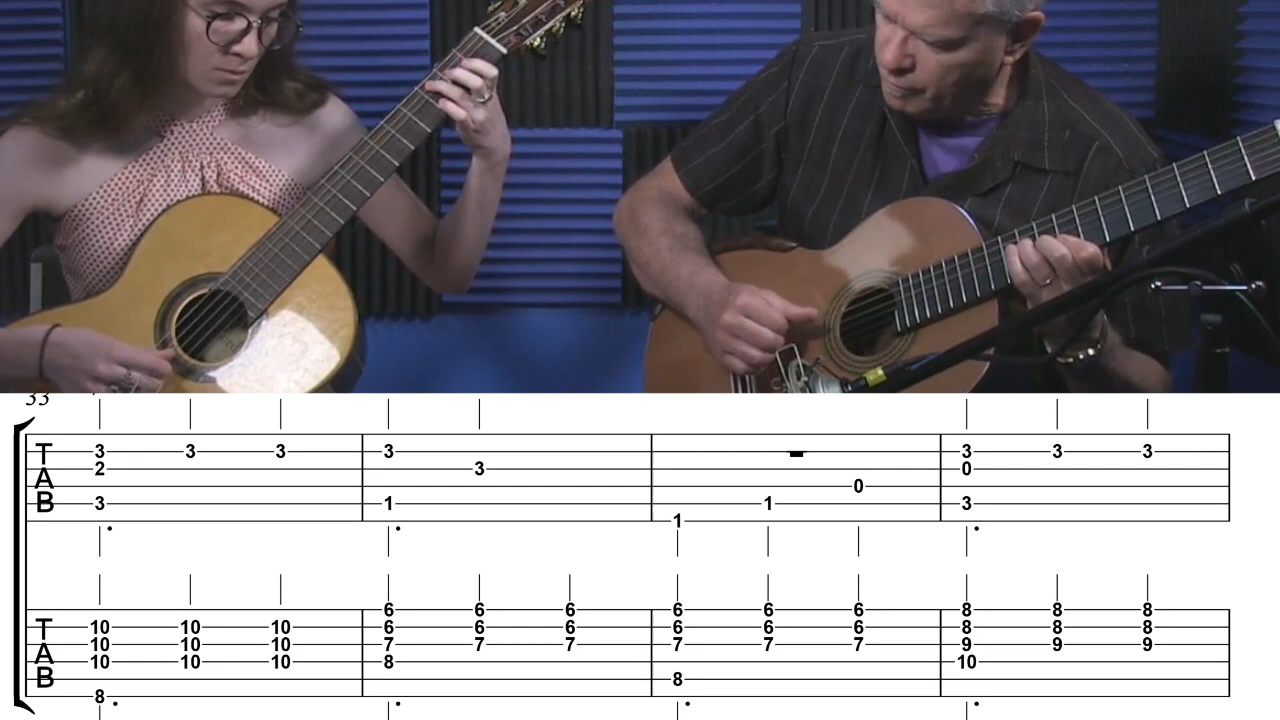 33
3 3 3 3 3 3 3
2 3 0
0
3 1 1 3
1
T
A
B
6 6 6 6 6 6 8 8 8
10 10 10 6 6 6 6 6 6 8 8 8
10 10 10 7 7 7 7 7 7 9 9 9
10 10 10 8 10
8
8
T
A
B